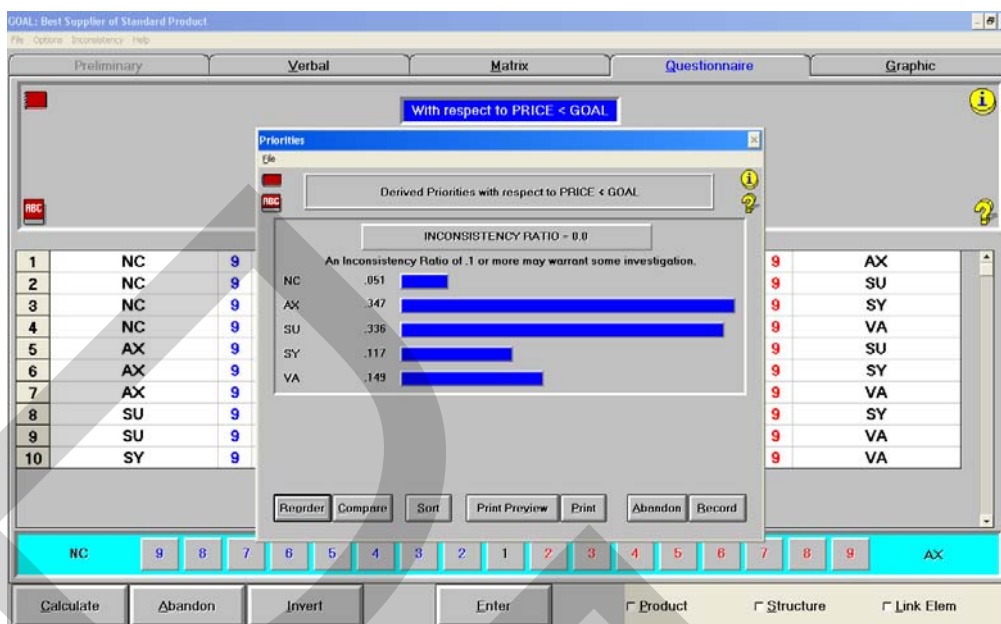 GOAL: Best Supplier of Standard Product
File Options Inconsistency Help
Preliminary Verbal Matrix Questionnaire Graphic
With respect to PRICE < GOAL
Priorities
File
Derived Priorities with respect to PRICE < GOAL
ABC
ABC
INCONSISTENCY RATIO = 0.0
An Inconsistency Ratio of .1 or more may warrant some investigation.
NC .051
AX .347
SU .336
SY .117
VA .149
1 NC 9 9 AX
2 NC 9 9 SU
3 NC 9 9 SY
4 NC 9 9 VA
5 AX 9 9 SU
6 AX 9 9 SY
7 AX 9 9 VA
8 SU 9 9 SY
9 SU 9 9 VA
10 SY 9 9 VA
Reorder Compare Sort Print Preview Print Abandon Record
NC 9 8 7 6 5 4 3 2 1 2 3 4 5 6 7 8 9 AX
Calculate Abandon Invert Enter Product Structure Link Elem